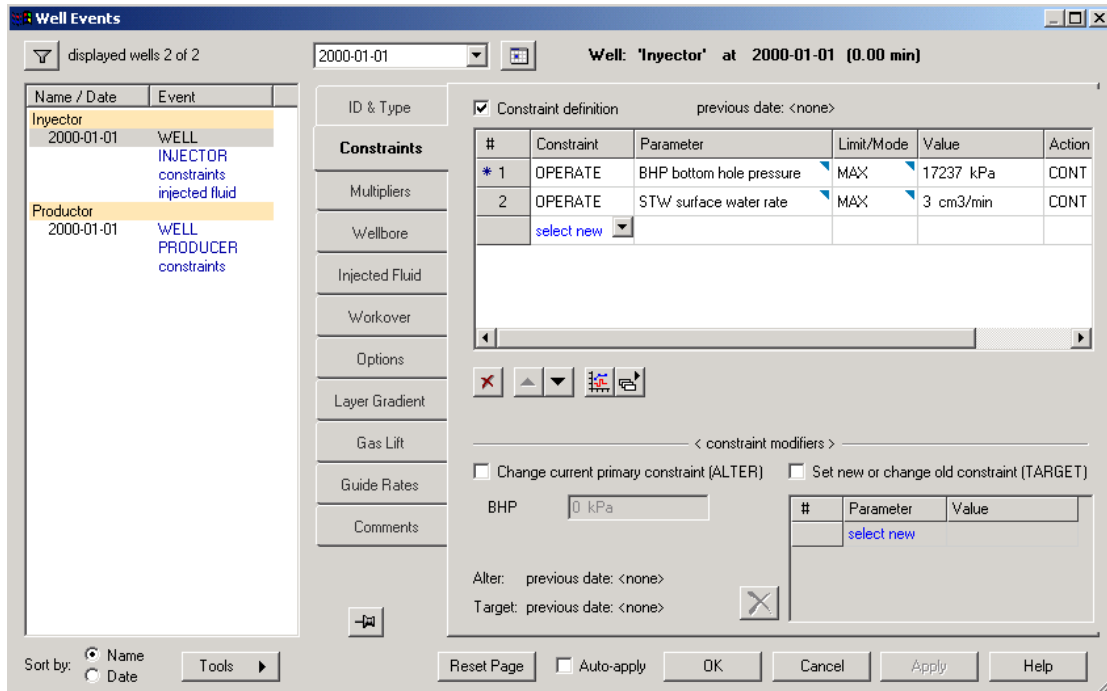 Well Events
displayed wells 2 of 2
2000-01-01
Well: 'Inyector' at 2000-01-01 (0.00 min)
Name / Date Event
Inyector
2000-01-01 WELL
INJECTOR
constraints
injected fluid
Productor
2000-01-01 WELL
PRODUCER
constraints
ID & Type
Constraints
Multipliers
Wellbore
Injected Fluid
Workover
Options
Layer Gradient
Gas Lift
Guide Rates
Comments
Constraint definition previous date: <none>
# Constraint Parameter Limit/Mode Value Action
* 1 OPERATE BHP bottom hole pressure MAX 17237 kPa CONT
2 OPERATE STW surface water rate MAX 3 cm3/min CONT
select new
< constraint modifiers >
Change current primary constraint (ALTER) Set new or change old constraint (TARGET)
BHP 0 kPa
# Parameter Value
select new
Alter: previous date: <none>
Target: previous date: <none>
Sort by: Name
Date
Tools
Reset Page Auto-apply OK Cancel Apply Help